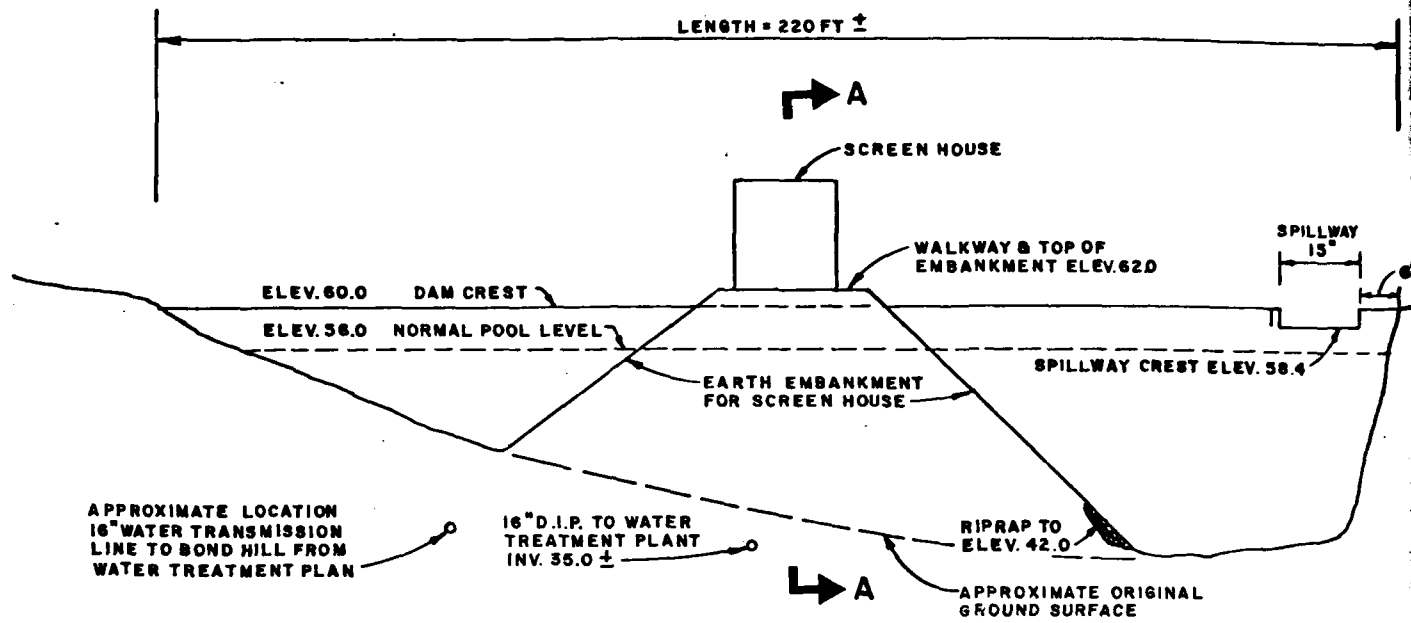 LENGTH = 220 FT ±
A
SCREEN HOUSE
SPILLWAY
15"
WALKWAY & TOP OF
EMBANKMENT ELEV. 62.0
ELEV. 60.0 DAM CREST
ELEV. 56.0 NORMAL POOL LEVEL
SPILLWAY CREST ELEV. 58.4
EARTH EMBANKMENT
FOR SCREEN HOUSE
APPROXIMATE LOCATION
16" WATER TRANSMISSION
LINE TO BOND HILL FROM
WATER TREATMENT PLAN
16" D.I.P. TO WATER
TREATMENT PLANT
INV. 35.0 ±
RIPRAP TO
ELEV. 42.0
A
APPROXIMATE ORIGINAL
GROUND SURFACE